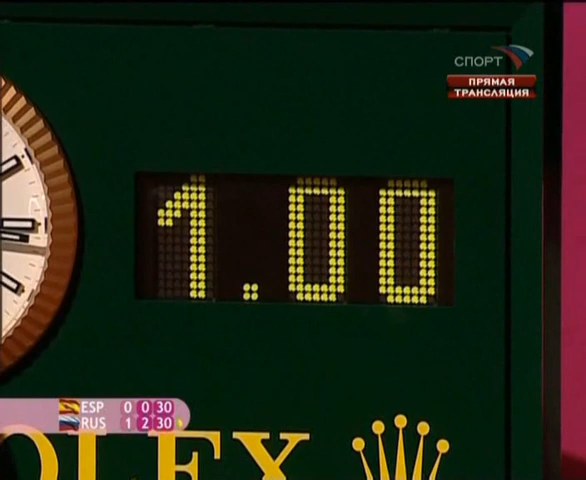 СПОРТ
ПРЯМАЯ
ТРАНСЛЯЦИЯ
1.00
ESP 0 0 30
RUS 1 2 30
OLEX